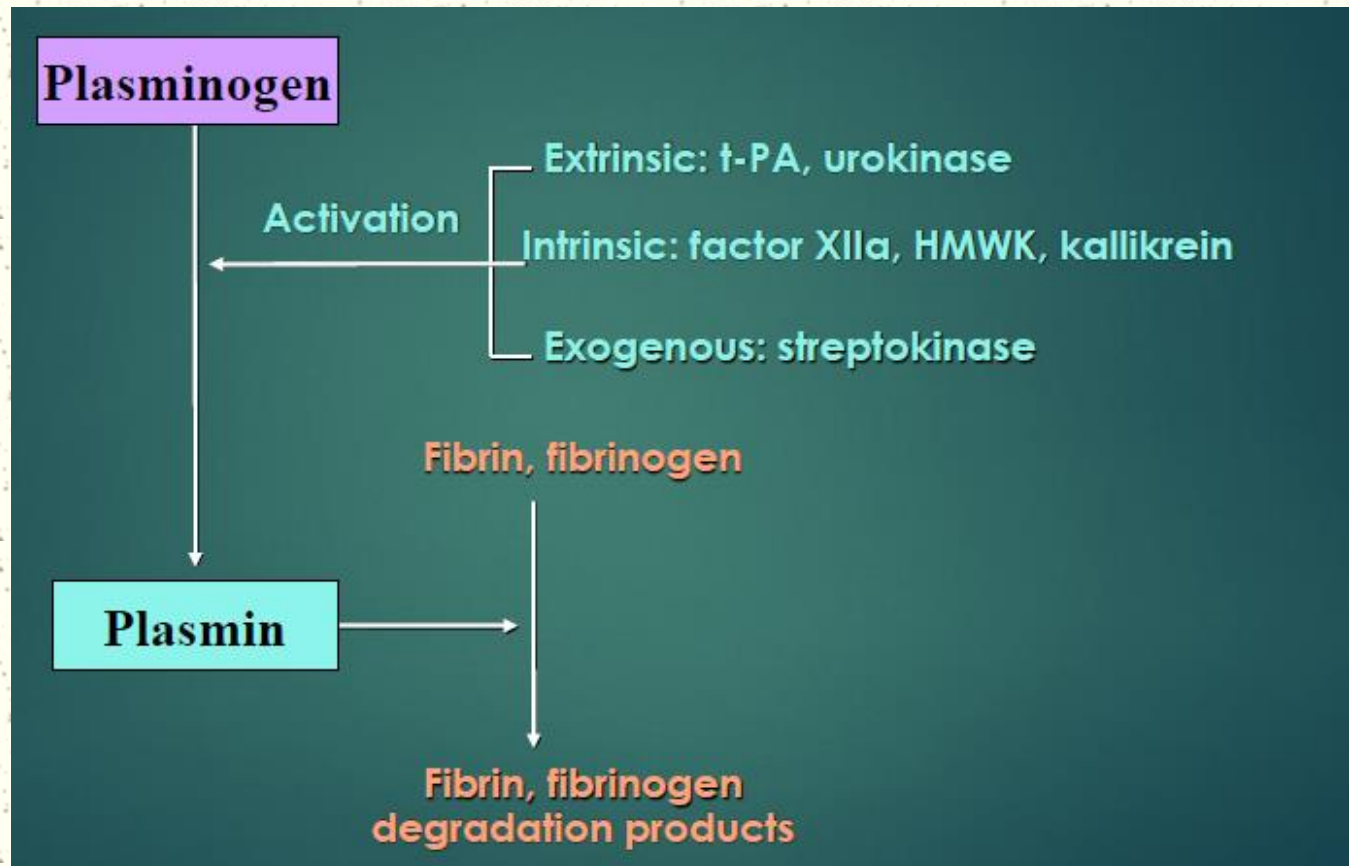 Plasminogen
Extrinsic: t-PA, urokinase
Activation
Intrinsic: factor XIIa, HMWK, kallikrein
Exogenous: streptokinase
Fibrin, fibrinogen
Plasmin
Fibrin, fibrinogen
degradation products